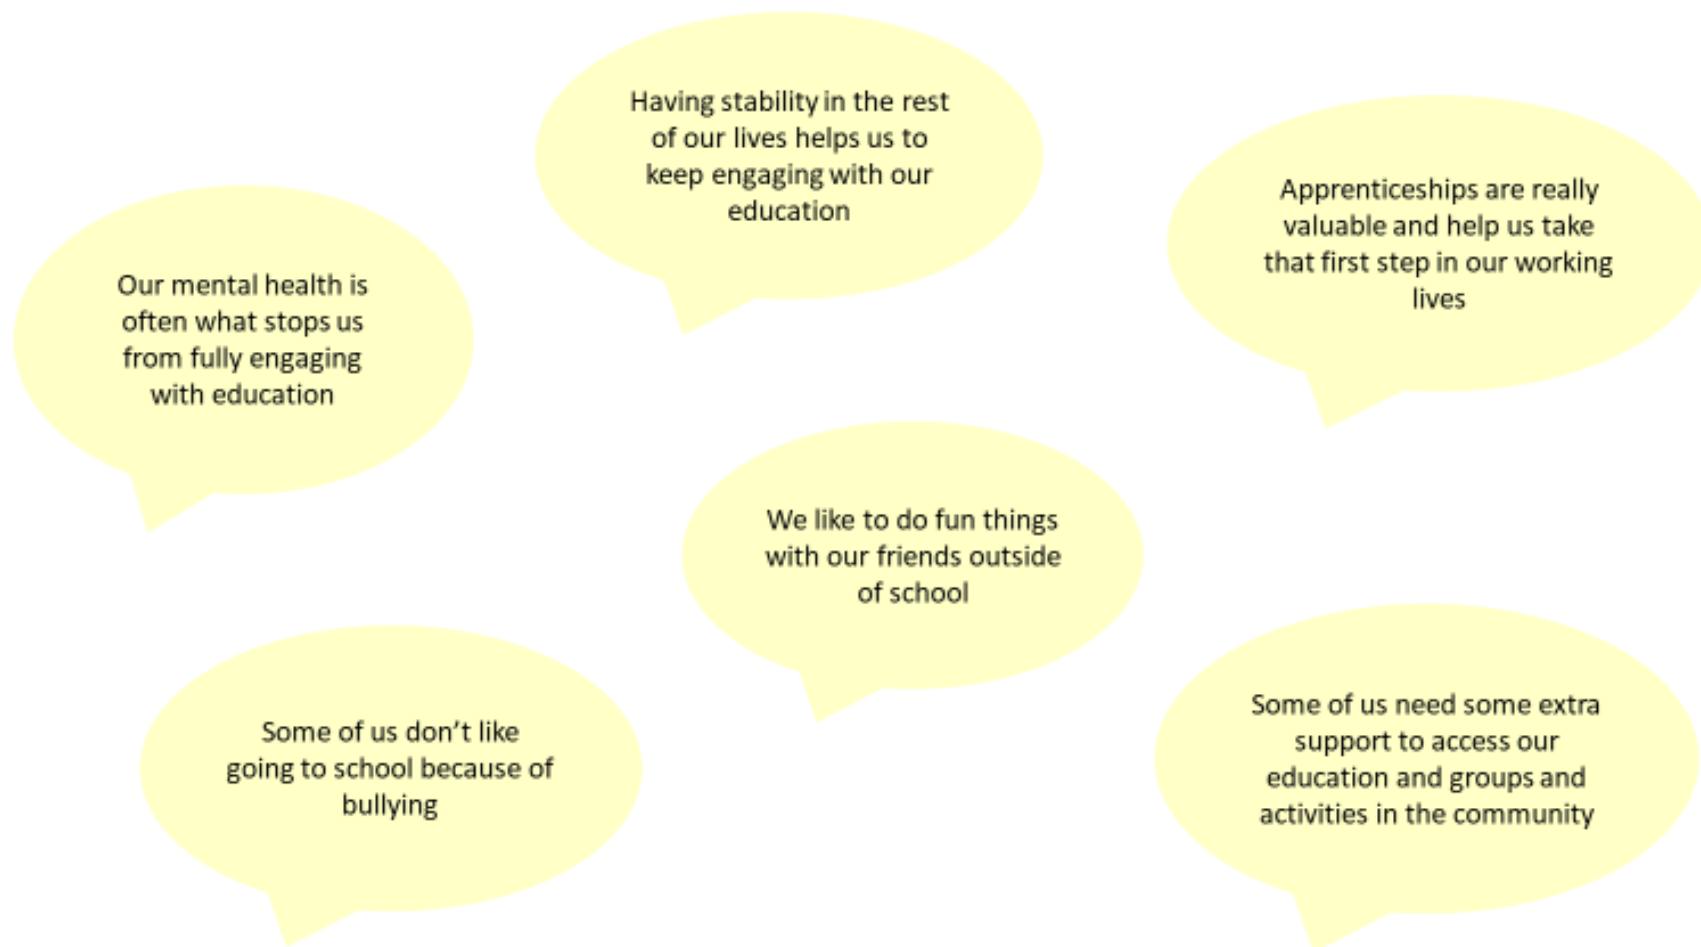 Having stability in the rest
of our lives helps us to
keep engaging with our
education
Apprenticeships are really
valuable and help us take
that first step in our working
lives
Our mental health is
often what stops us
from fully engaging
with education
We like to do fun things
with our friends outside
of school
Some of us don’t like
going to school because of
bullying
Some of us need some extra
support to access our
education and groups and
activities in the community